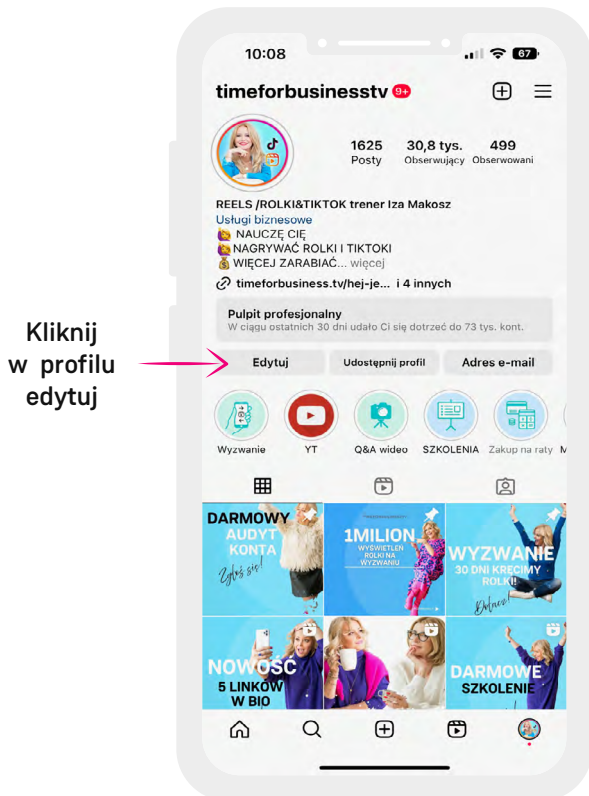 10:08
67
timeforbusinesstv 9+
1625 30,8 tys. 499
Posty Obserwujący Obserwowani
REELS /ROLKI&TIKTOK trener Iza Makosz
Usługi biznesowe
NAUCZĘ CIĘ
NAGRYWAĆ ROLKI I TIKTOKI
WIĘCEJ ZARABIAĆ... więcej
timeforbusiness.tv/hej-je... i 4 innych
Pulpit profesjonalny
W ciągu ostatnich 30 dni udało Ci się dotrzeć do 73 tys. kont.
Kliknij
w profilu
edytuj
Edytuj Udostępnij profil Adres e-mail
Wyzwanie YT Q&A wideo SZKOLENIA Zakup na raty M
DARMOWY
AUDYT
KONTA
Zgłoś się!
1MILION
WYŚWIETLEŃ
ROLKI NA
WYZWANIU
WYZWANIE
30 DNI KRĘCIMY
ROLKI!
Dołącz!
NOWOŚĆ
5 LINKÓW
W BIO
DARMOWE
SZKOLENIE